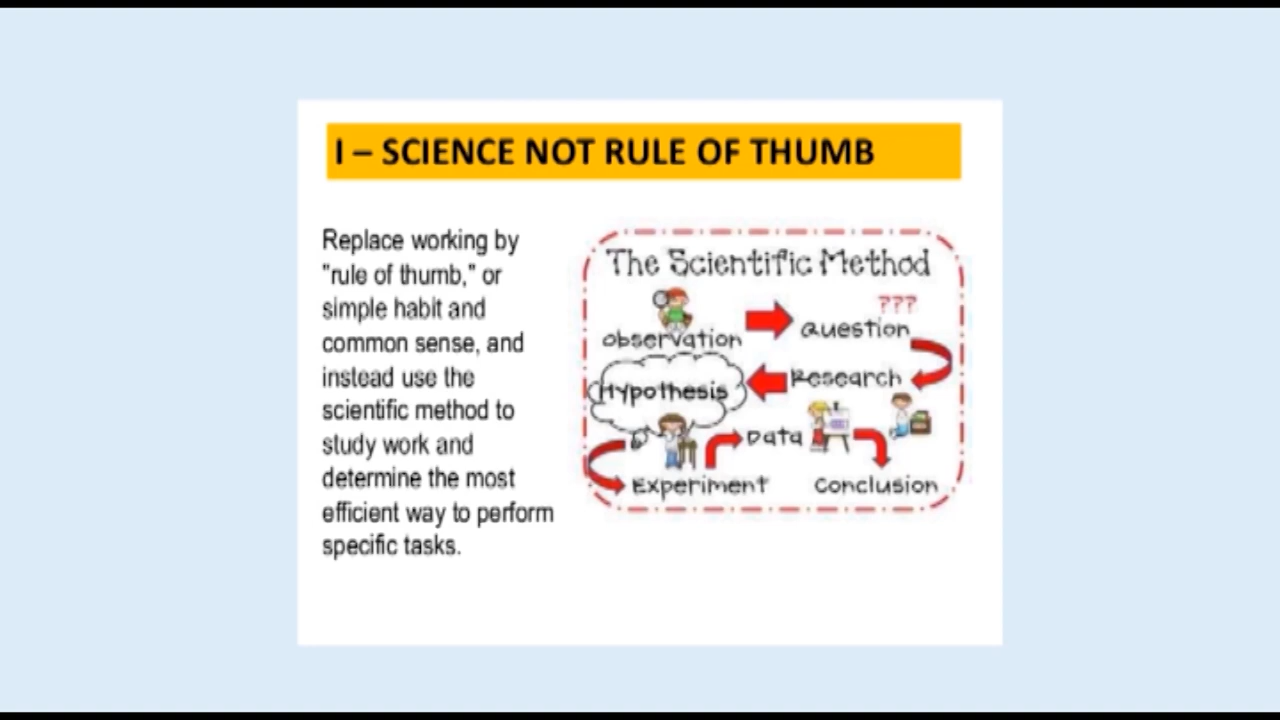 I – SCIENCE NOT RULE OF THUMB
Replace working by
"rule of thumb," or
simple habit and
common sense, and
instead use the
scientific method to
study work and
determine the most
efficient way to perform
specific tasks.
The Scientific Method
???
Observation
Question
Hypothesis
Research
Data
Experiment
Conclusion